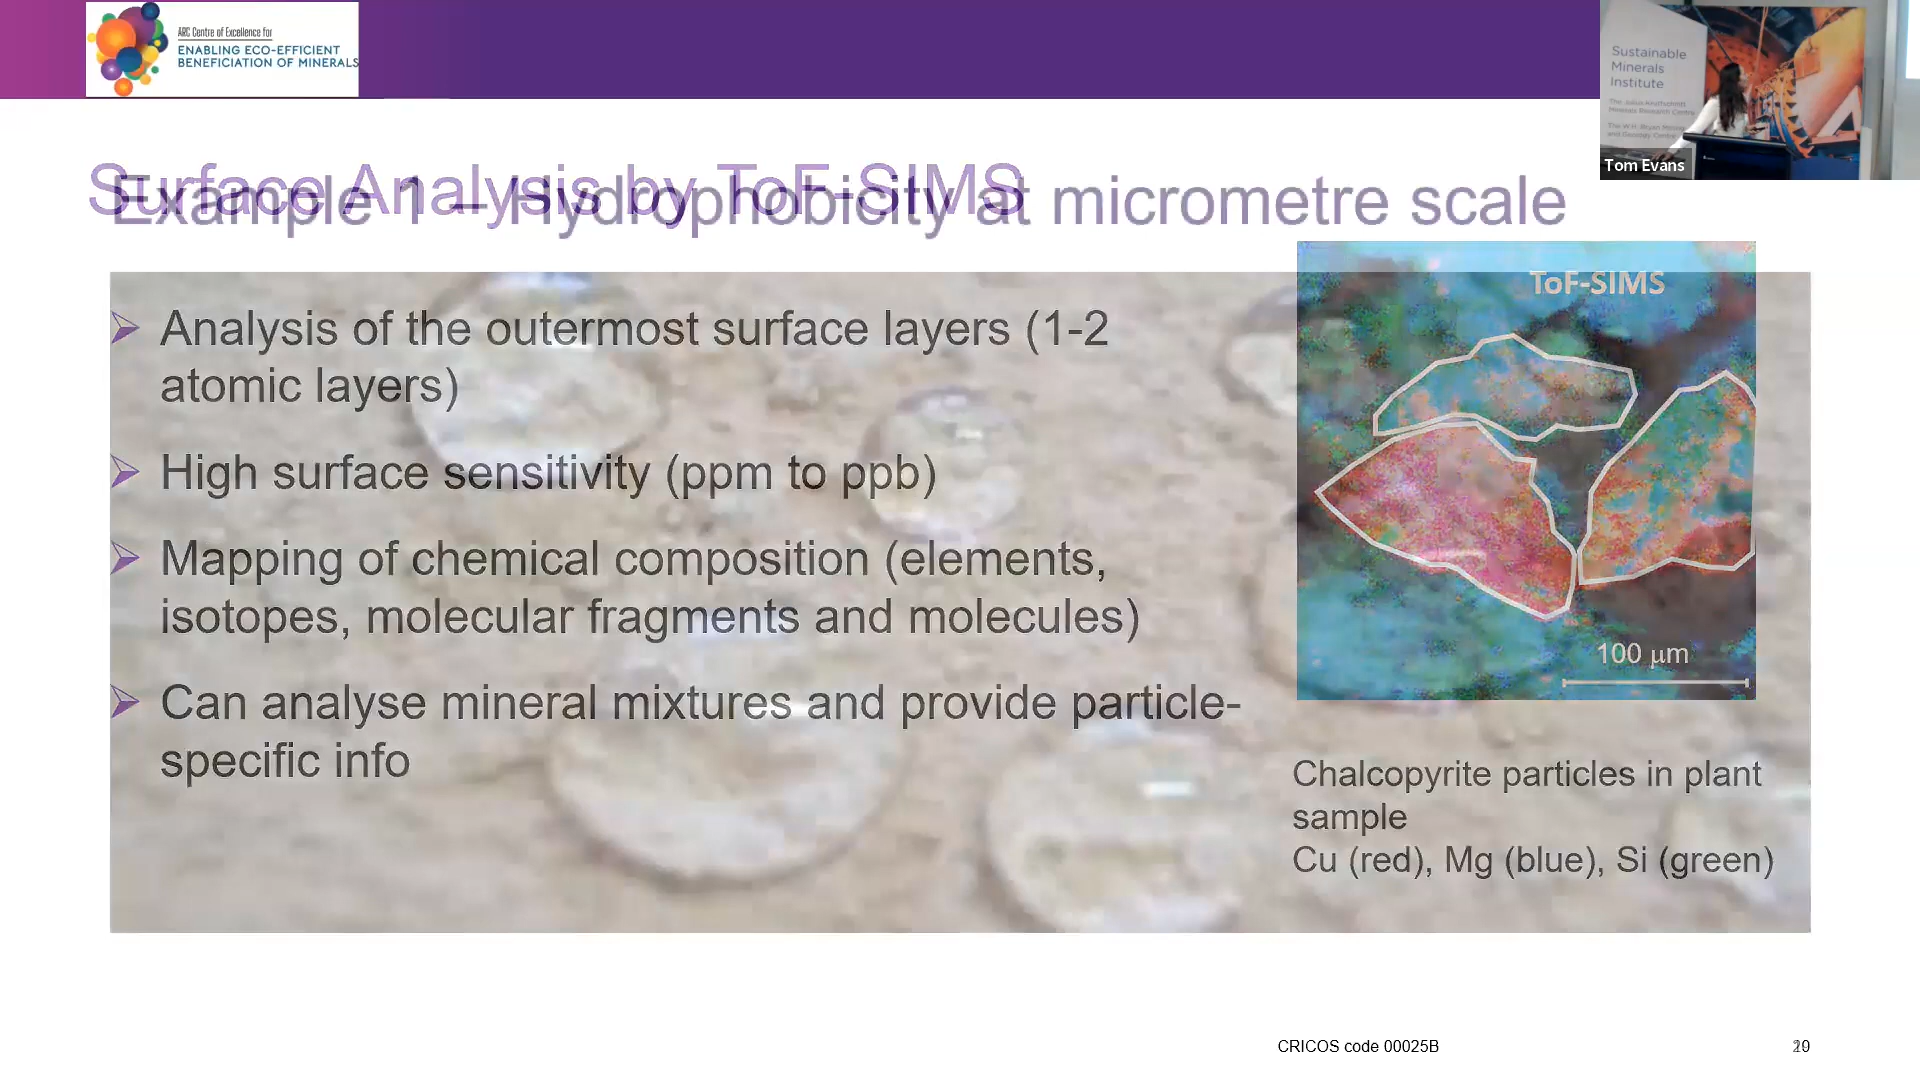 ARC Centre of Excellence for
ENABLING ECO-EFFICIENT
BENEFICIATION OF MINERALS
Sustainable
Minerals
Institute
Tom Evans
Surface Analysis by ToF-SIMS
Example 1 – Hydrophobicity at micrometre scale
Analysis of the outermost surface layers (1-2
atomic layers)
High surface sensitivity (ppm to ppb)
Mapping of chemical composition (elements,
isotopes, molecular fragments and molecules)
Can analyse mineral mixtures and provide particle-
specific info
ToF-SIMS
100 µm
Chalcopyrite particles in plant
sample
Cu (red), Mg (blue), Si (green)
CRICOS code 00025B